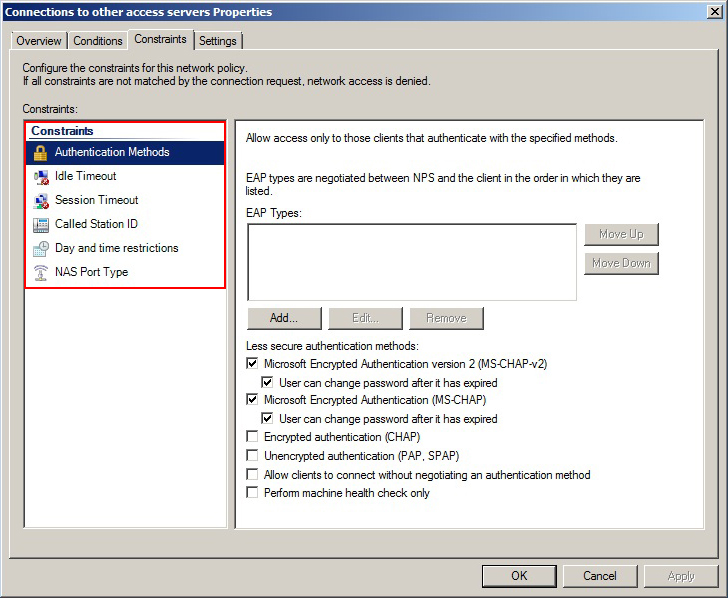 Connections to other access servers Properties
Overview
Conditions
Constraints
Settings
Configure the constraints for this network policy.
If all constraints are not matched by the connection request, network access is denied.
Constraints:
Constraints
Authentication Methods
Idle Timeout
Session Timeout
Called Station ID
Day and time restrictions
NAS Port Type
Allow access only to those clients that authenticate with the specified methods.
EAP types are negotiated between NPS and the client in the order in which they are
listed.
EAP Types:
Move Up
Move Down
Add...
Edit...
Remove
Less secure authentication methods:
Microsoft Encrypted Authentication version 2 (MS-CHAP-v2)
User can change password after it has expired
Microsoft Encrypted Authentication (MS-CHAP)
User can change password after it has expired
Encrypted authentication (CHAP)
Unencrypted authentication (PAP, SPAP)
Allow clients to connect without negotiating an authentication method
Perform machine health check only
OK
Cancel
Apply